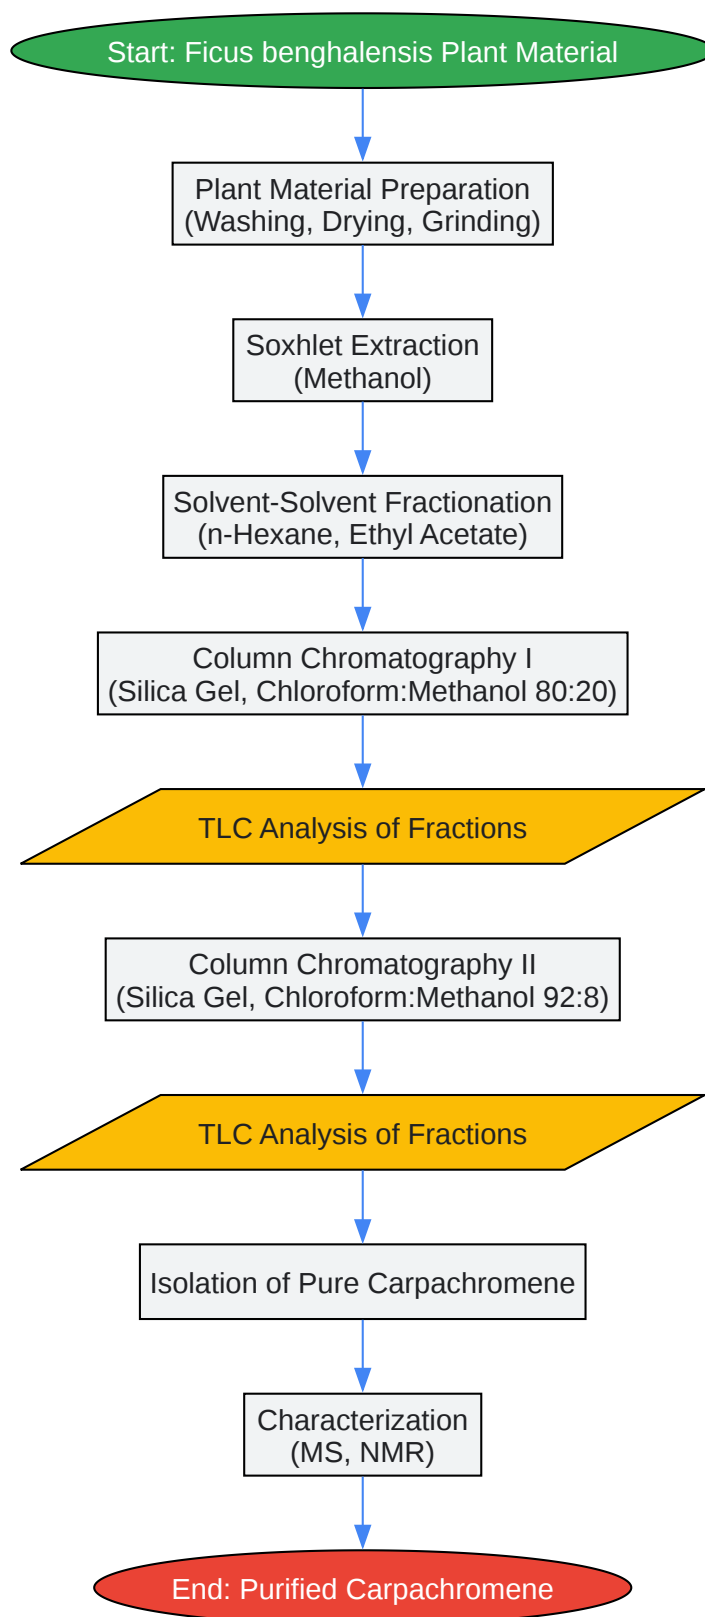 Start: Ficus benghalensis Plant Material
Plant Material Preparation
(Washing, Drying, Grinding)
Soxhlet Extraction
(Methanol)
Solvent-Solvent Fractionation
(n-Hexane, Ethyl Acetate)
Column Chromatography I
(Silica Gel, Chloroform:Methanol 80:20)
TLC Analysis of Fractions
Column Chromatography II
(Silica Gel, Chloroform:Methanol 92:8)
TLC Analysis of Fractions
Isolation of Pure Carpachromene
Characterization
(MS, NMR)
End: Purified Carpachromene